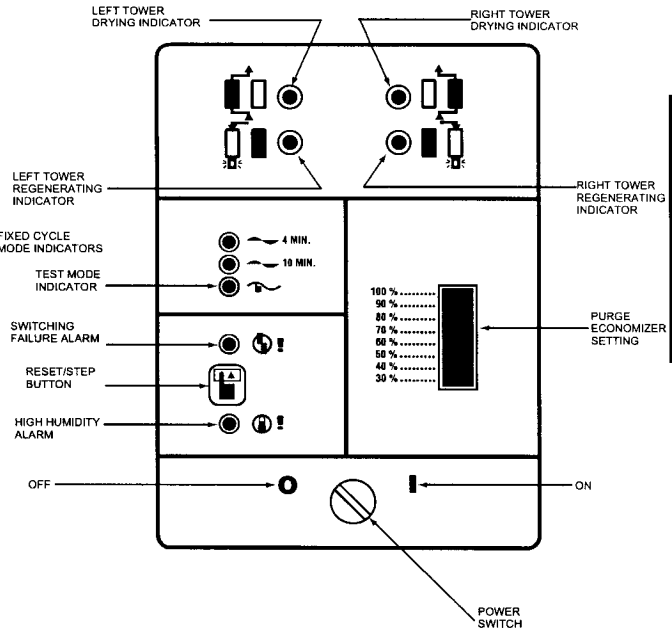 LEFT TOWER
DRYING INDICATOR
RIGHT TOWER
DRYING INDICATOR
LEFT TOWER
REGENERATING
INDICATOR
RIGHT TOWER
REGENERATING
INDICATOR
FIXED CYCLE
MODE INDICATORS
4 MIN.
10 MIN.
TEST MODE
INDICATOR
100 %
90 %
80 %
70 %
60 %
50 %
40 %
30 %
PURGE
ECONOMIZER
SETTING
SWITCHING
FAILURE ALARM
!
RESET/STEP
BUTTON
HIGH HUMIDITY
ALARM
!
OFF
ON
POWER
SWITCH